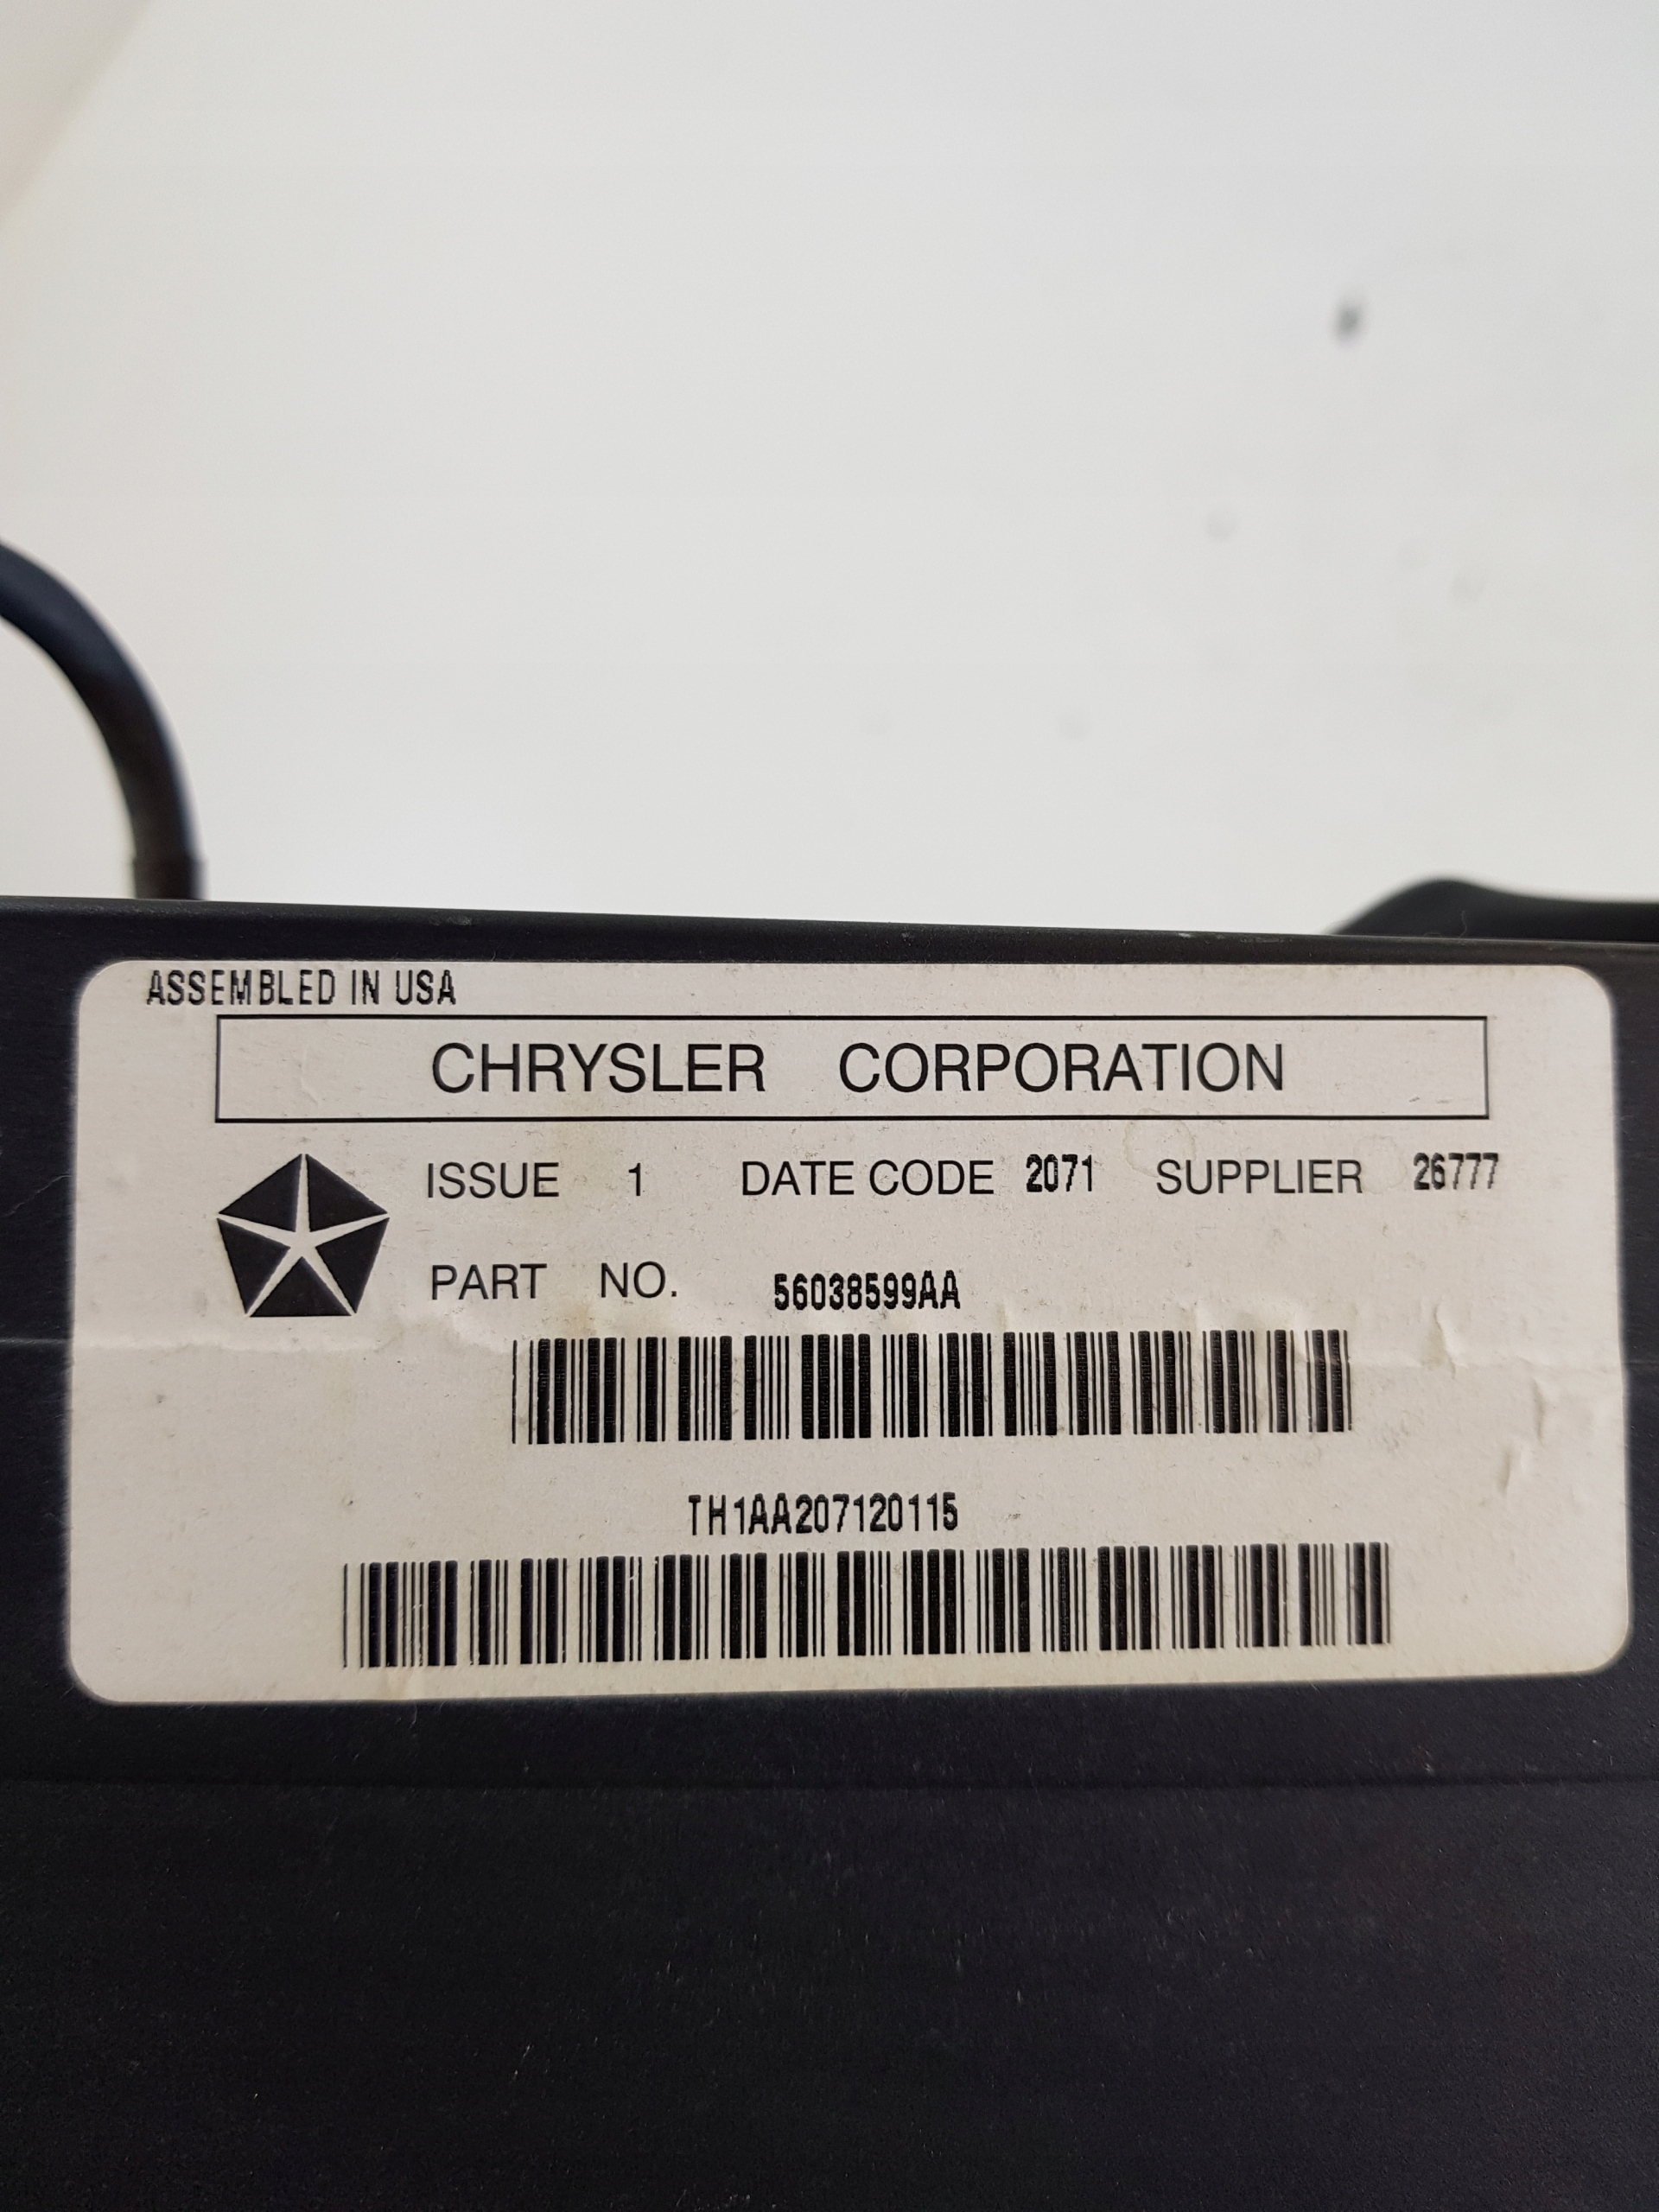 ASSEMBLED IN USA
CHRYSLER CORPORATION
ISSUE 1 DATE CODE 2071 SUPPLIER 26777
PART NO. 56038599AA
TH1AA207120115